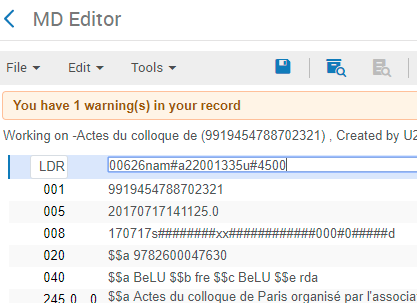 MD Editor
File Edit Tools
You have 1 warning(s) in your record
Working on -Actes du colloque de (9919454788702321) , Created by U2
LDR 00626nam#a22001335u#4500
001 9919454788702321
005 20170717141125.0
008 170717s########xx############000#0#####d
020 $$a 9782600047630
040 $$a BeLU $$b fre $$c BeLU $$e rda
245 0 0 $$a Actes du colloque de Paris organisé par l'associa